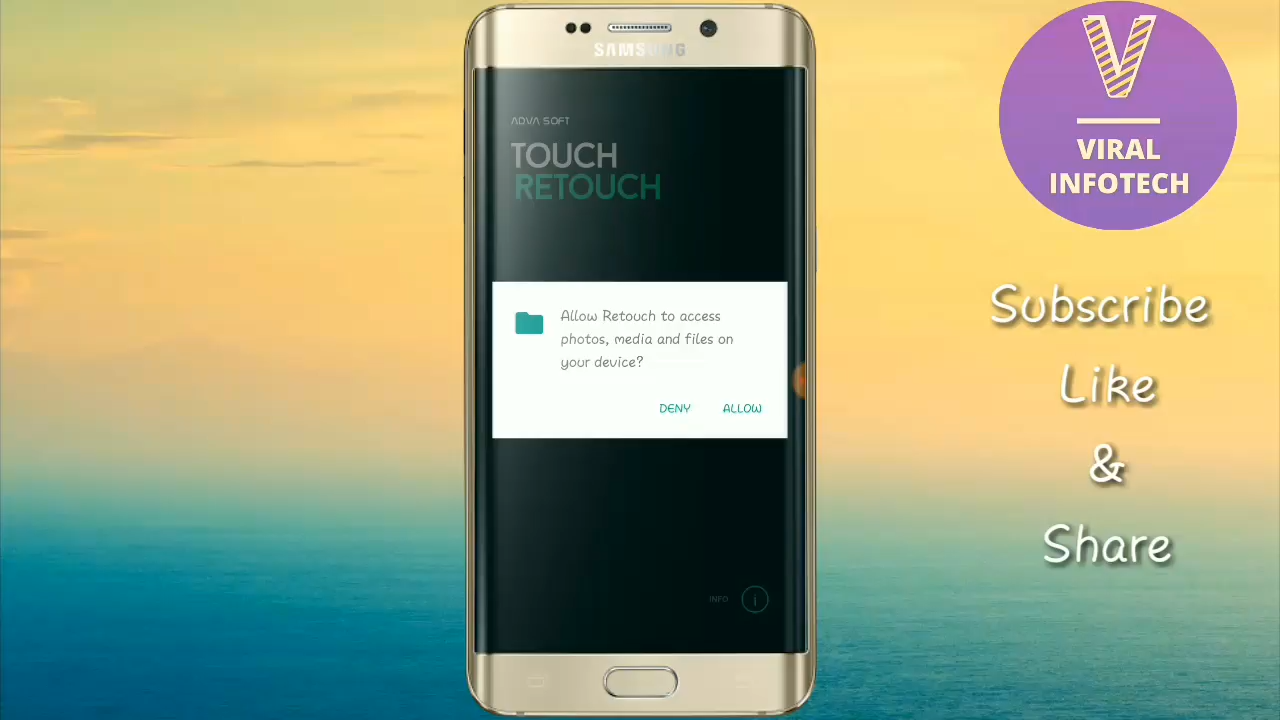 SAMSUNG
ADVA SOFT
TOUCH
RETOUCH
Allow Retouch to access
photos, media and files on
your device?
DENY ALLOW
INFO i
V
VIRAL
INFOTECH
Subscribe
Like
&
Share